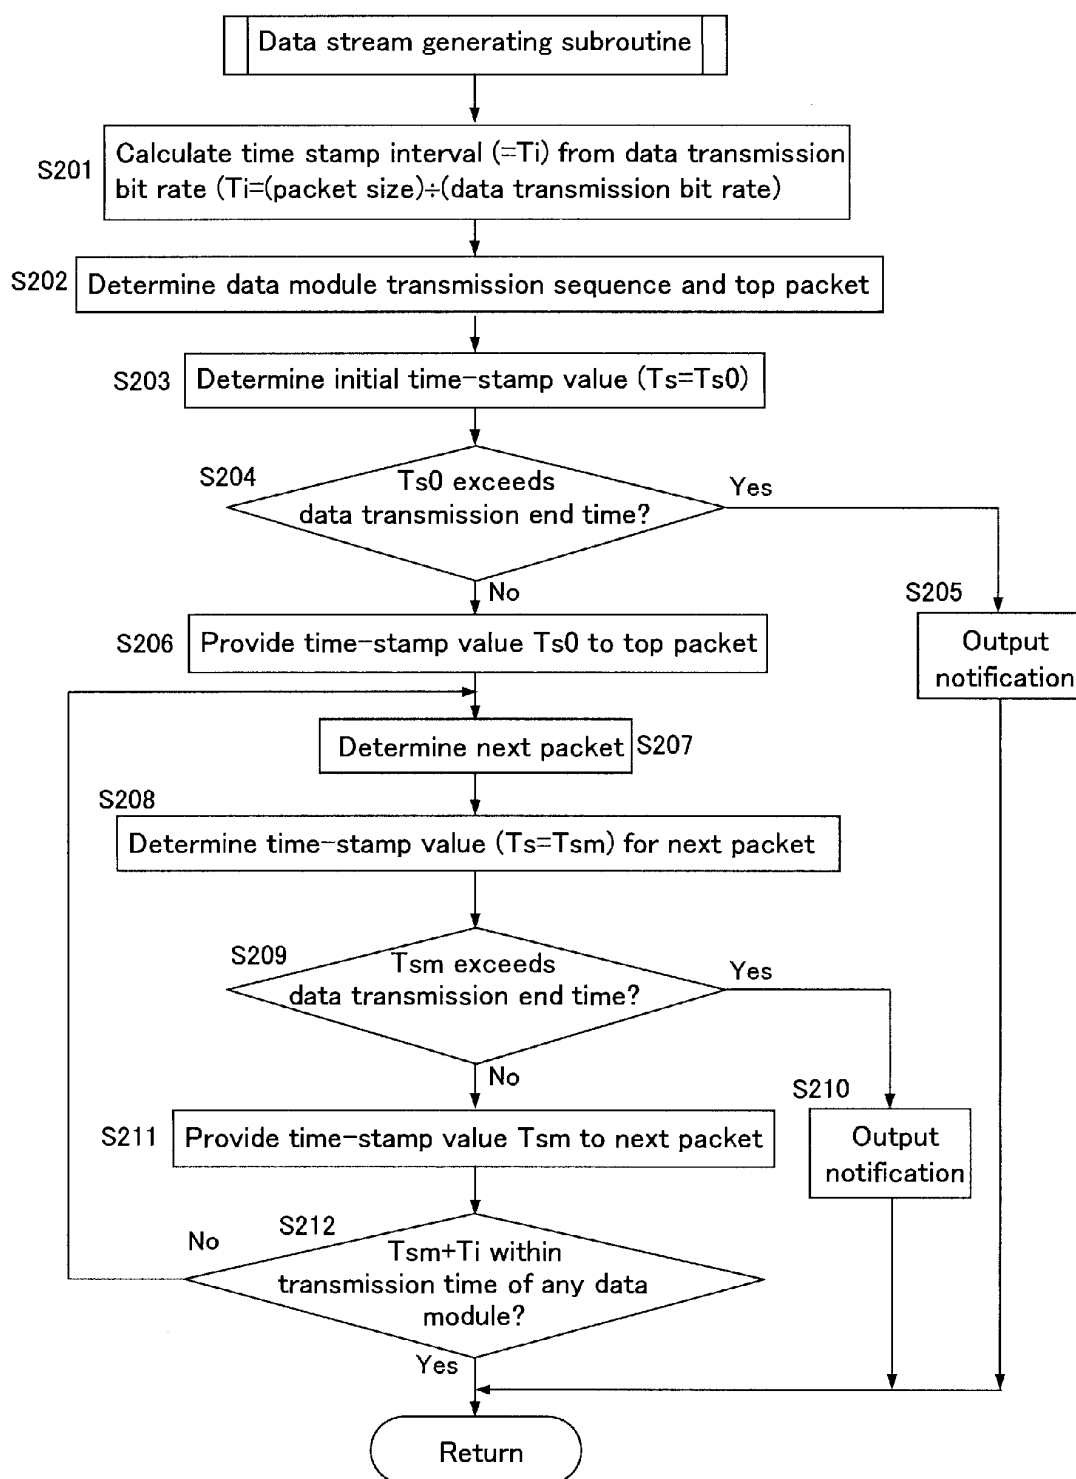 Data stream generating subroutine
S201
Calculate time stamp interval (=Ti) from data transmission
bit rate (Ti=(packet size)÷(data transmission bit rate)
S202
Determine data module transmission sequence and top packet
S203
Determine initial time-stamp value (Ts=Ts0)
S204
Ts0 exceeds
data transmission end time?
Yes
No
S205
Output
notification
S206
Provide time-stamp value Ts0 to top packet
Determine next packet
S207
S208
Determine time-stamp value (Ts=Tsm) for next packet
S209
Tsm exceeds
data transmission end time?
Yes
No
S210
Output
notification
S211
Provide time-stamp value Tsm to next packet
S212
No
Tsm+Ti within
transmission time of any data
module?
Yes
Return